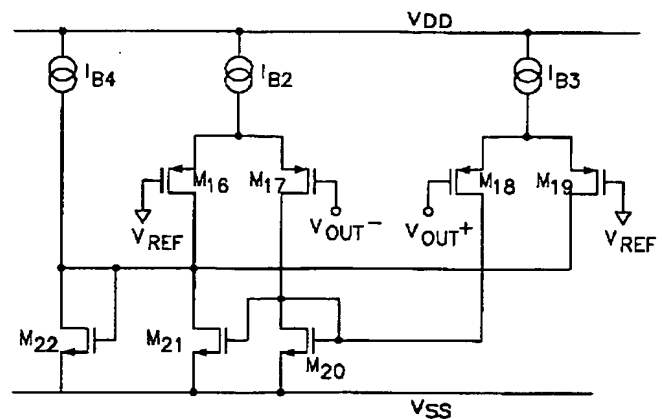 VDD
IB4
IB2
IB3
M16
M17
M18
M19
VREF
VOUT-
VOUT+
VREF
M22
M21
M20
VSS